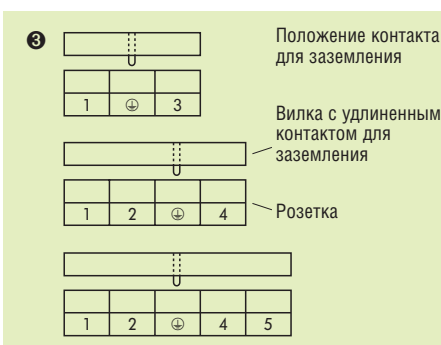 ❸
Положение контакта
для заземления
1 ⏚ 3
Вилка с удлиненным
контактом для
заземления
1 2 ⏚ 4
Розетка
1 2 ⏚ 4 5